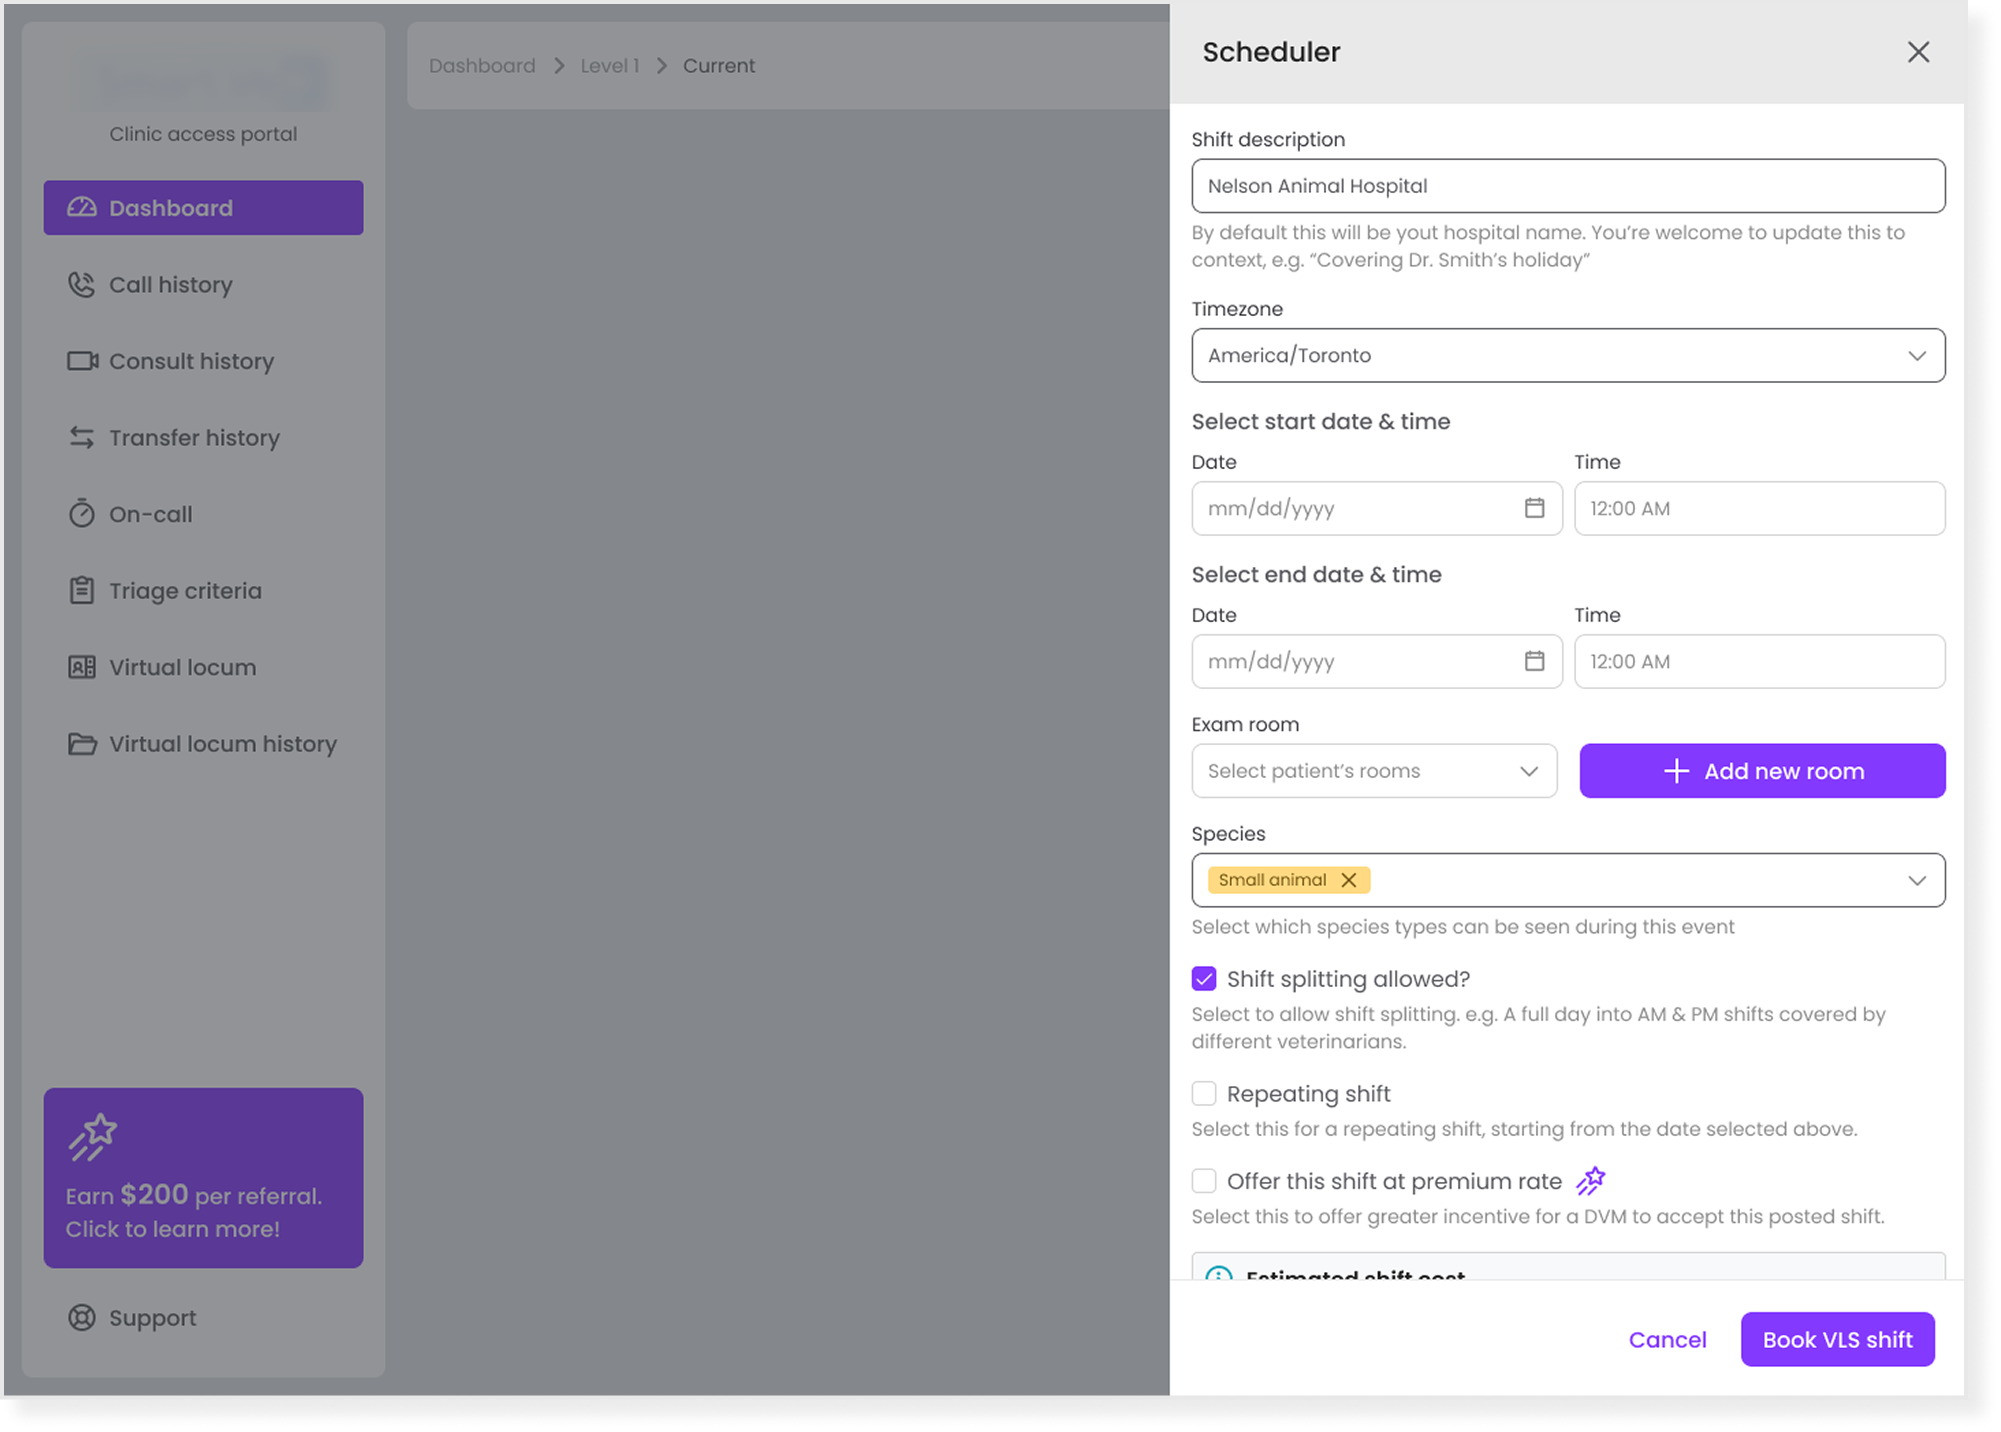 Clinic access portal
Dashboard
Call history
Consult history
Transfer history
On-call
Triage criteria
Virtual locum
Virtual locum history
Earn $200 per referral.
Click to learn more!
Support
Dashboard > Level 1 > Current
Scheduler
Shift description
Nelson Animal Hospital
By default this will be yout hospital name. You’re welcome to update this to
context, e.g. “Covering Dr. Smith’s holiday”
Timezone
America/Toronto
Select start date & time
Date Time
mm/dd/yyyy 12:00 AM
Select end date & time
Date Time
mm/dd/yyyy 12:00 AM
Exam room
Select patient’s rooms + Add new room
Species
Small animal
Select which species types can be seen during this event
Shift splitting allowed?
Select to allow shift splitting. e.g. A full day into AM & PM shifts covered by
different veterinarians.
Repeating shift
Select this for a repeating shift, starting from the date selected above.
Offer this shift at premium rate
Select this to offer greater incentive for a DVM to accept this posted shift.
Estimated shift cost
Cancel Book VLS shift